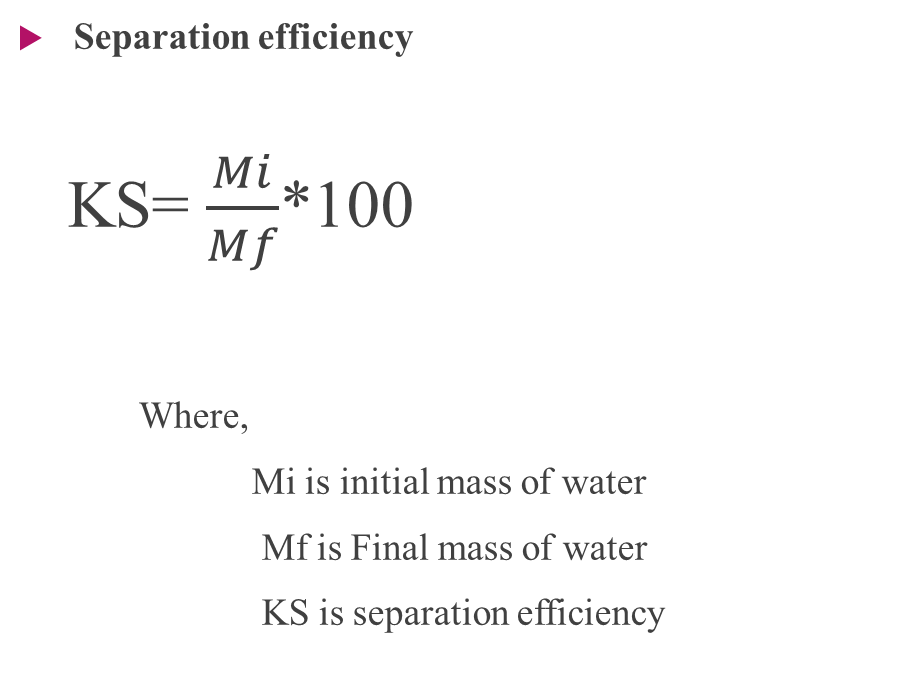 Separation efficiency
KS= Mi/Mf *100
Where,
Mi is initial mass of water
Mf is Final mass of water
KS is separation efficiency